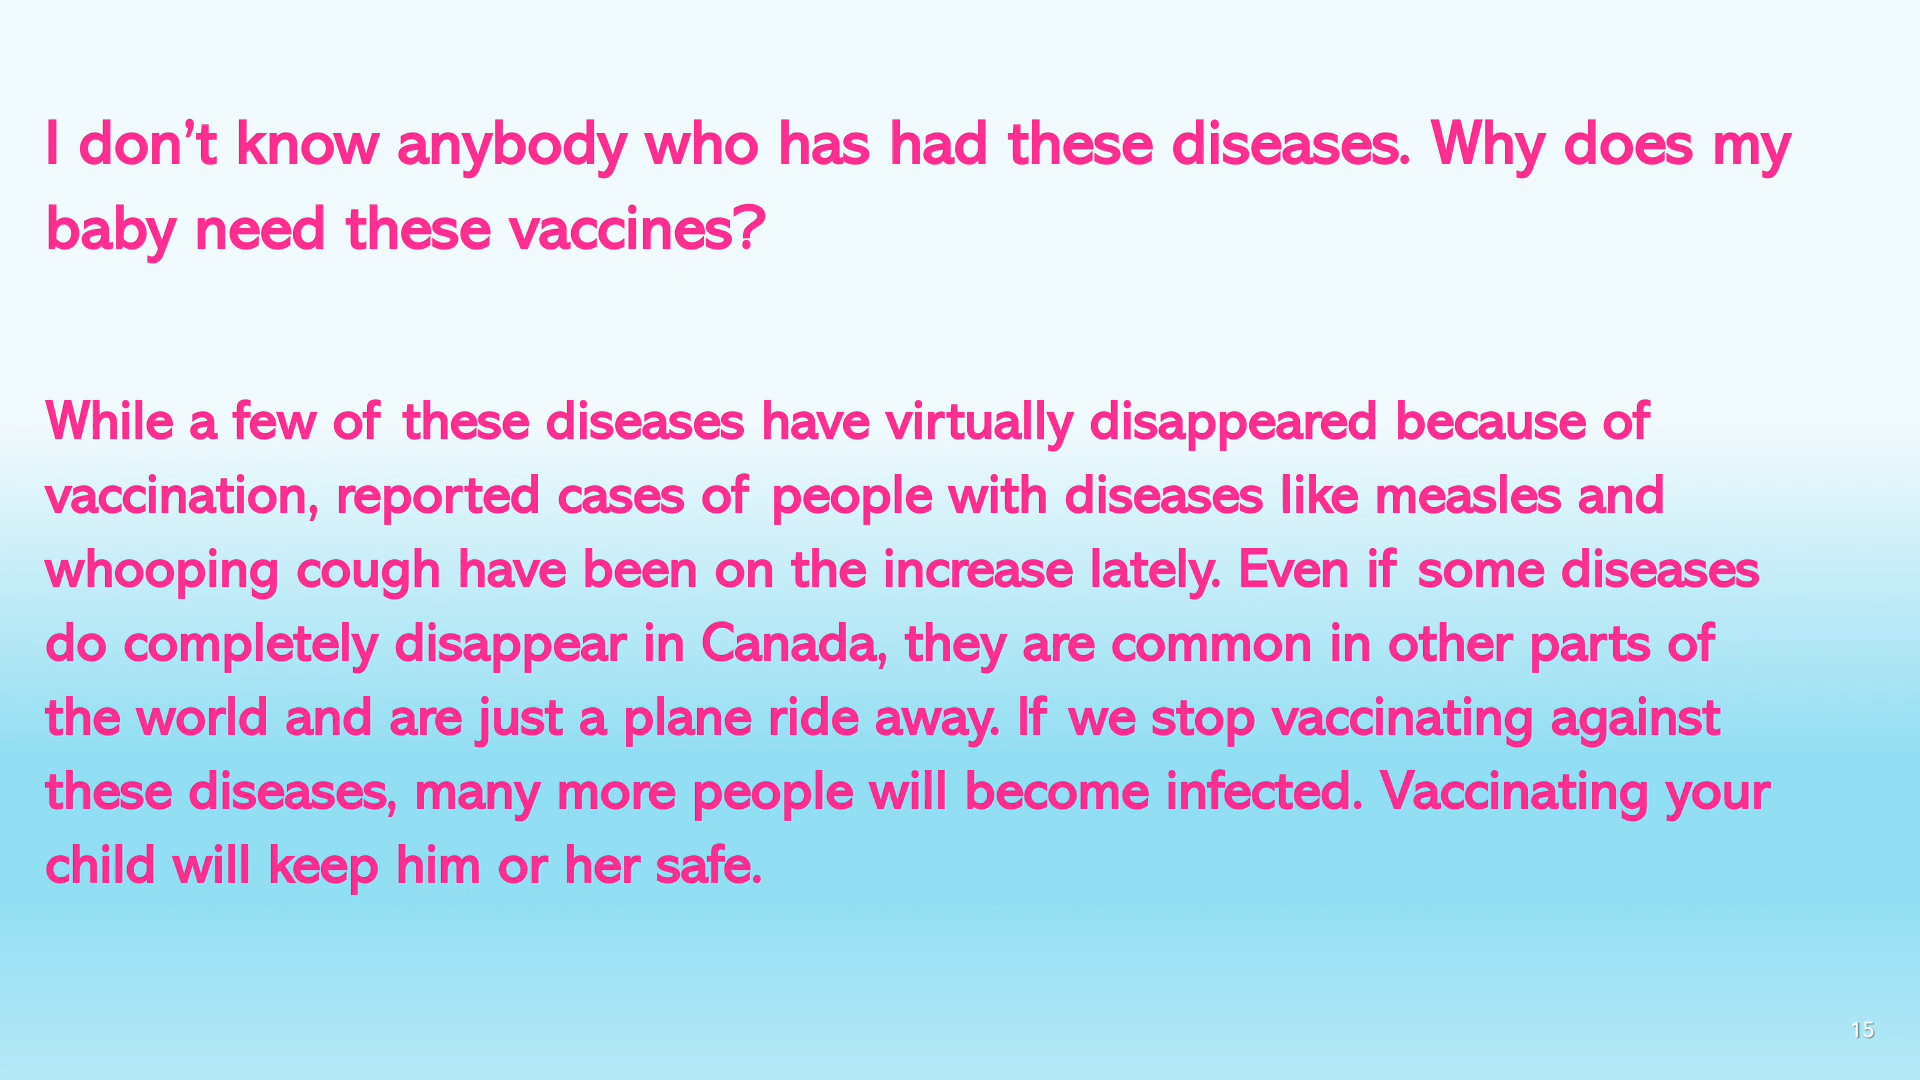 I don’t know anybody who has had these diseases. Why does my
baby need these vaccines?
While a few of these diseases have virtually disappeared because of
vaccination, reported cases of people with diseases like measles and
whooping cough have been on the increase lately. Even if some diseases
do completely disappear in Canada, they are common in other parts of
the world and are just a plane ride away. If we stop vaccinating against
these diseases, many more people will become infected. Vaccinating your
child will keep him or her safe.
15